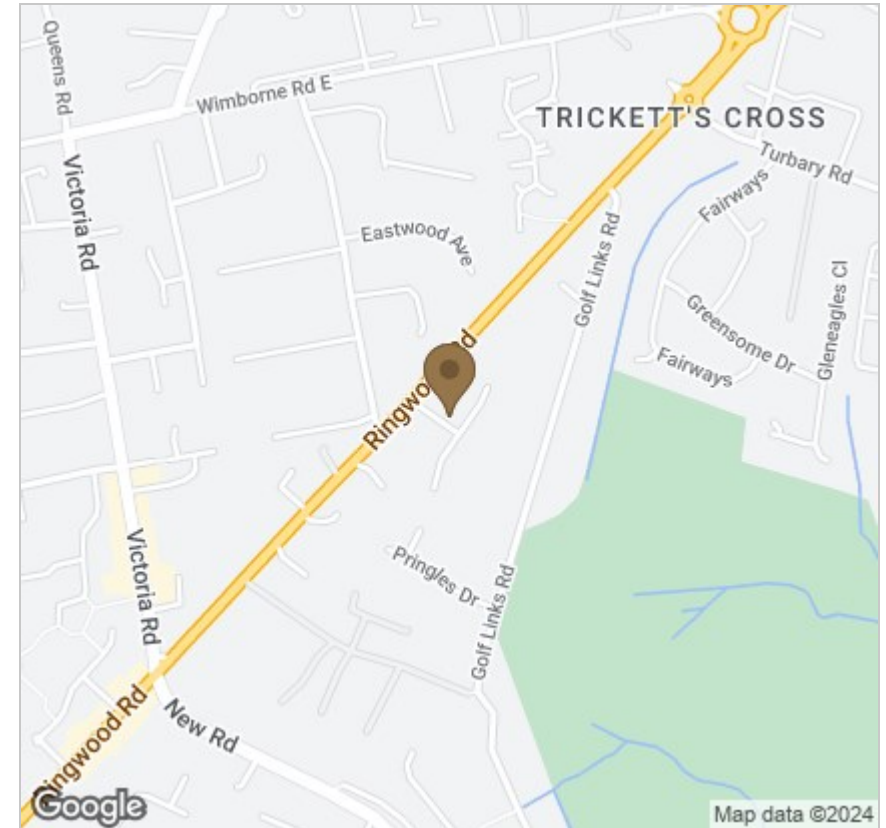 Queens Rd
Wimborne Rd E
TRICKETT'S CROSS
Turbary Rd
Victoria Rd
Fairways
Eastwood Ave
Golf Links Rd
Greensome Dr
Gleneagles Cl
Fairways
Ringwood Rd
Victoria Rd
Pringles Dr
Golf Links Rd
New Rd
Ringwood Rd
Google
Map data ©2024